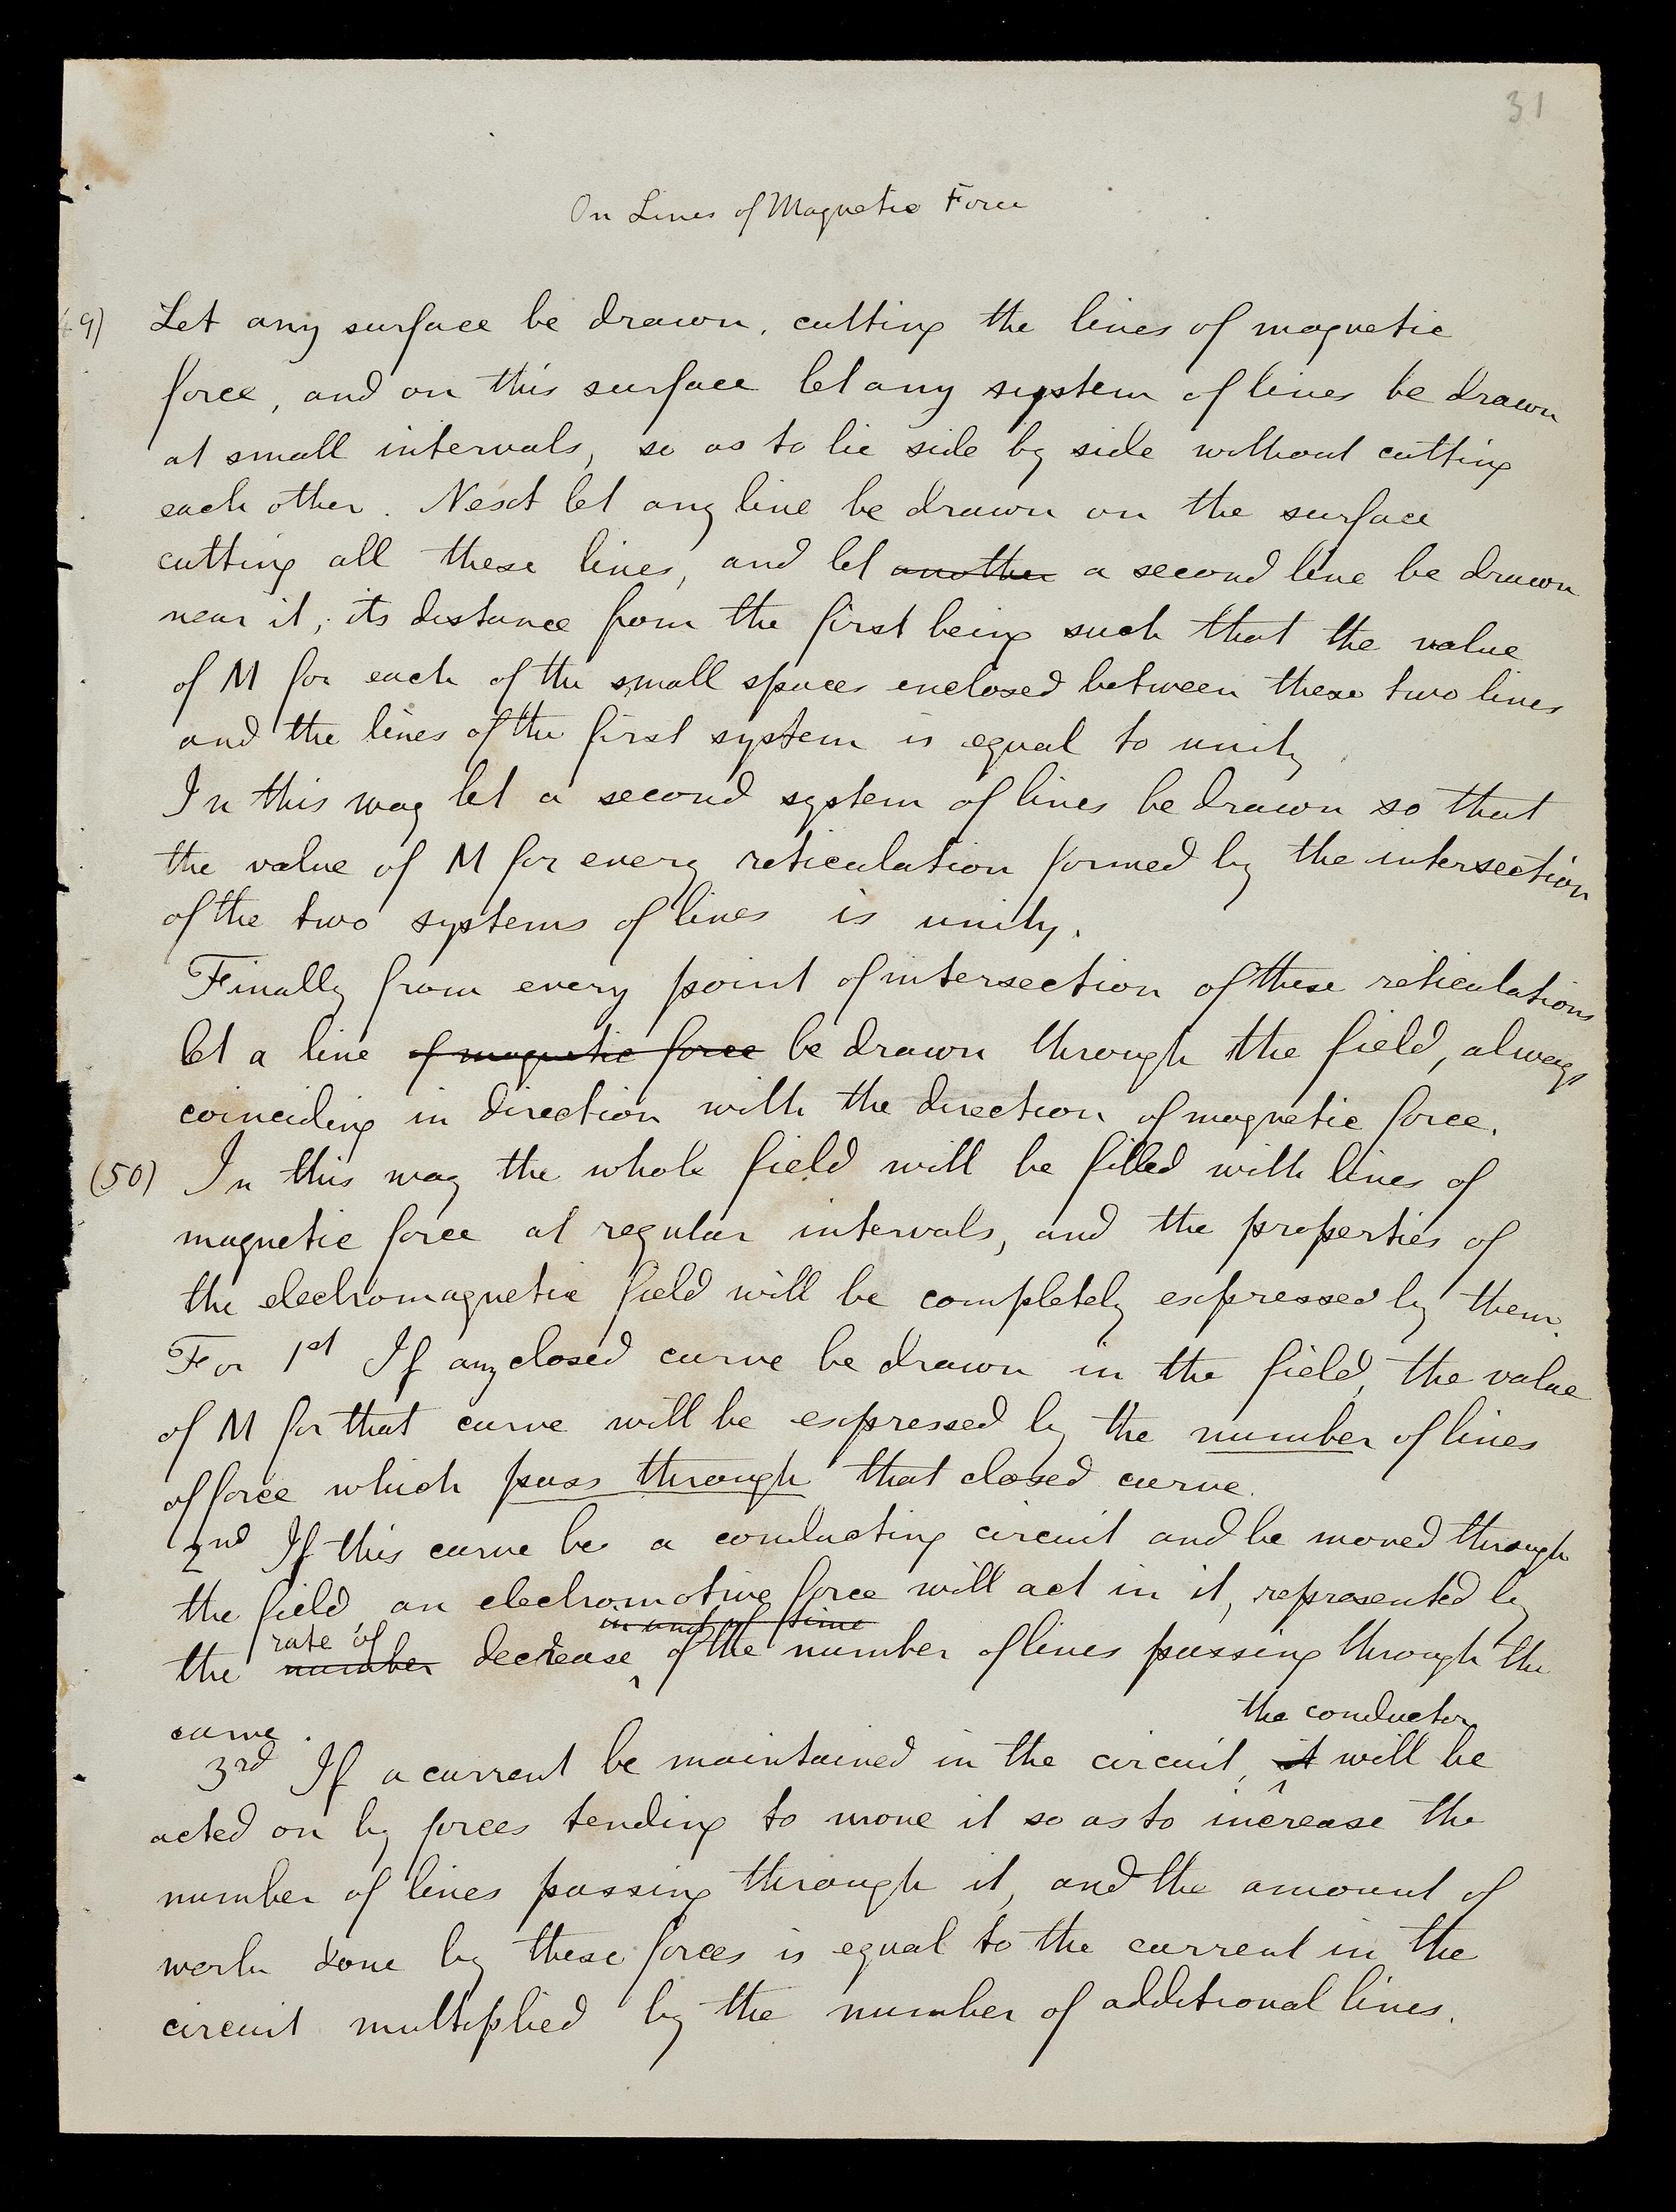 31
On Lines of Magnetic Force
49) Let any surface be drawn, cutting the lines of magnetic
force, and on this surface let any system of lines be drawn
at small intervals, so as to lie side by side without cutting
each other. Next let any line be drawn on the surface
cutting all these lines, and let another a second line be drawn
near it, its distance from the first being such that the value
of M for each of the small spaces enclosed between these two lines
and the lines of the first system is equal to unity
In this way let a second system of lines be drawn so that
the value of M for every reticulation formed by the intersection
of the two systems of lines is unity.
Finally from every point of intersection of these reticulations
let a line of magnetic force be drawn through the field, always
coinciding in direction with the direction of magnetic force.
(50) In this way the whole field will be filled with lines of
magnetic force at regular intervals, and the properties of
the electromagnetic field will be completely expressed by them.
For 1st If any closed curve be drawn in the field, the value
of M for that curve will be expressed by the number of lines
of force which pass through that closed curve.
2nd If this curve be a conducting circuit and be moved through
the field, an electromotive force will act in it, represented by
rate of in unit of time
the number decrease of the number of lines passing through the
curve.
the conductor
3rd If a current be maintained in the circuit, it will be
acted on by forces tending to move it so as to increase the
number of lines passing through it, and the amount of
work done by these forces is equal to the current in the
circuit multiplied by the number of additional lines.